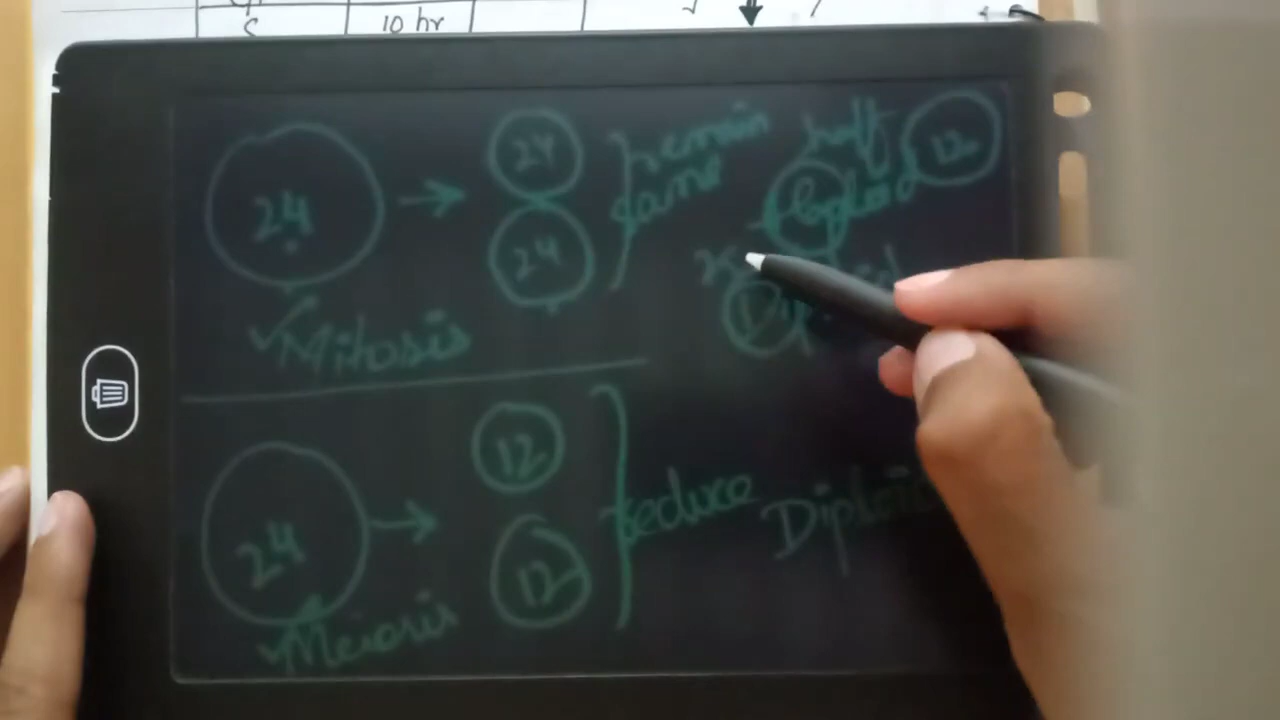 S 10 hr
24 → 24 remain half 12
24 same
Mitosis
24 → 12 reduce Diploid
12
Meiosis